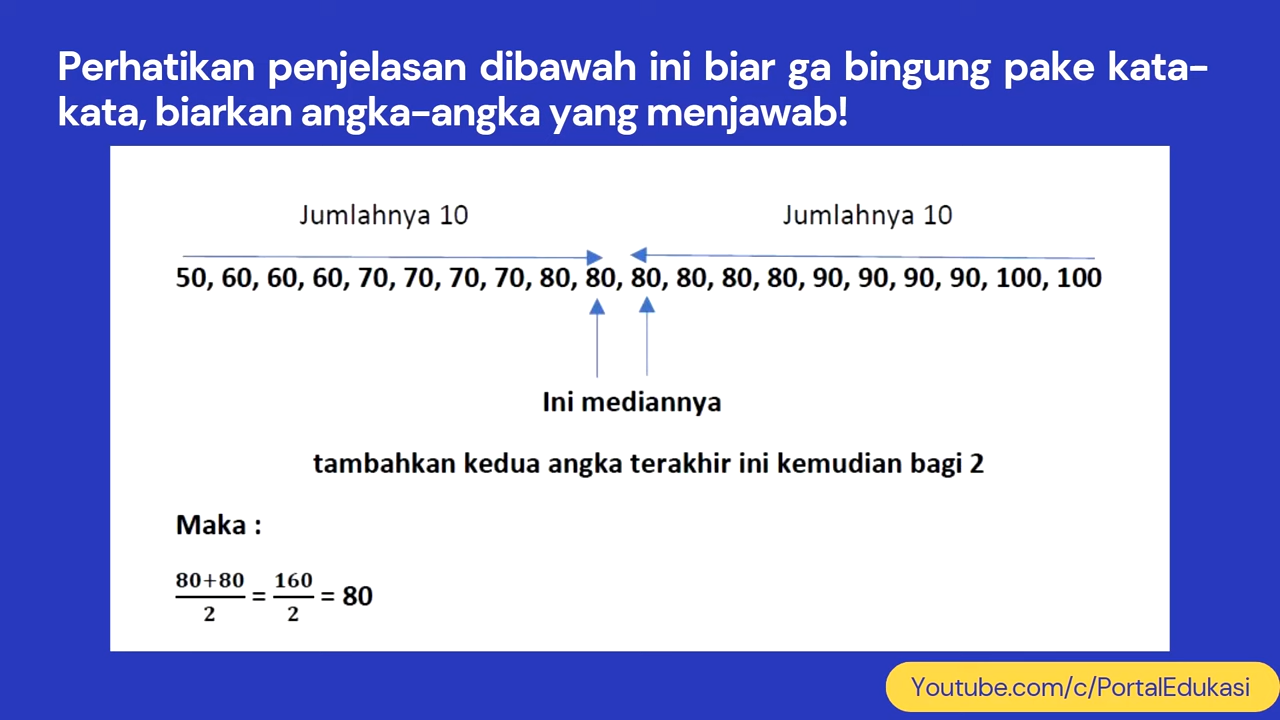 Perhatikan penjelasan dibawah ini biar ga bingung pake kata-
kata, biarkan angka-angka yang menjawab!
Jumlahnya 10 Jumlahnya 10
50, 60, 60, 60, 70, 70, 70, 70, 80, 80, 80, 80, 80, 80, 90, 90, 90, 90, 100, 100
Ini mediannya
tambahkan kedua angka terakhir ini kemudian bagi 2
Maka :
80+80/2 = 160/2 = 80
Youtube.com/c/PortalEdukasi